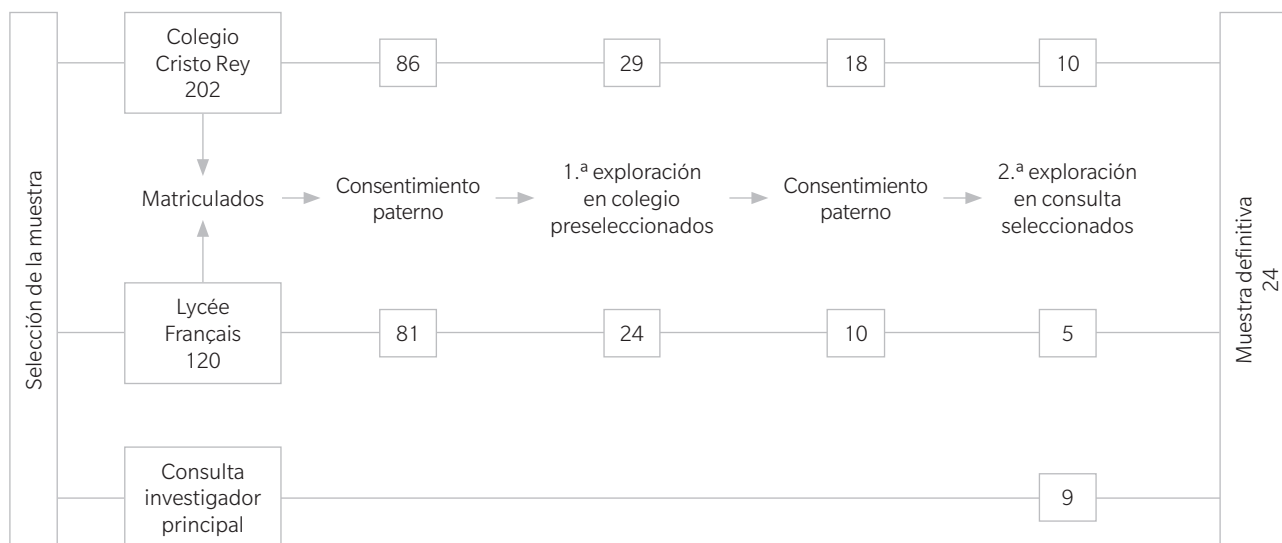 Selección de la muestra
Colegio
Cristo Rey
202
86
29
18
10
Matriculados
Consentimiento
paterno
1.ª exploración
en colegio
preseleccionados
Consentimiento
paterno
2.ª exploración
en consulta
seleccionados
Lycée
Français
120
81
24
10
5
Consulta
investigador
principal
9
Muestra definitiva
24